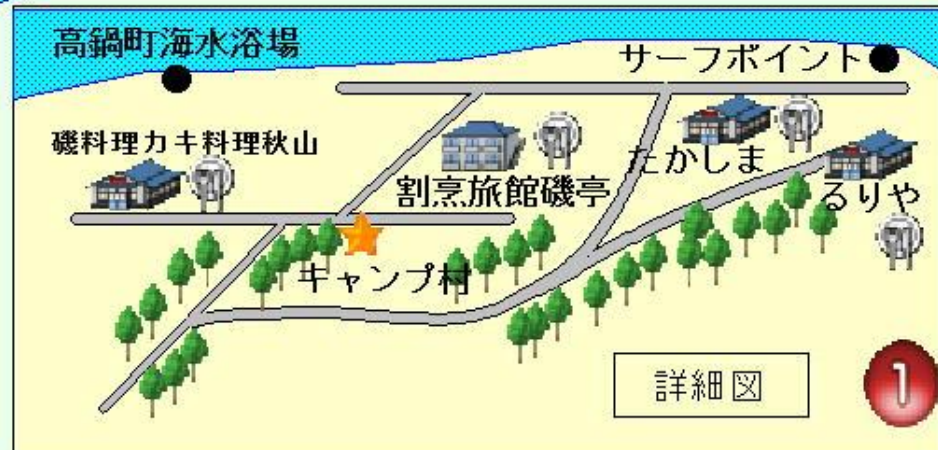 高鍋町海水浴場
サーフポイント
磯料理カキ料理秋山
たかしま
割烹旅館磯亭
るりや
キャンプ村
詳細図
1